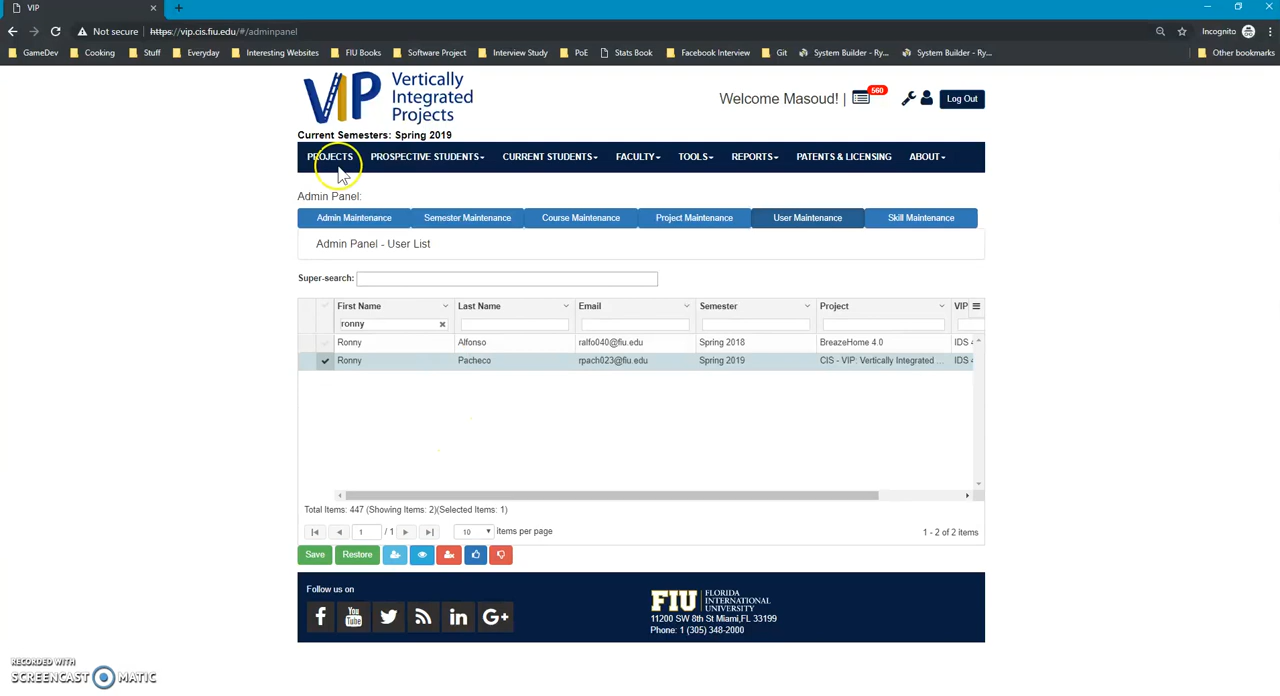 VIP
Not secure https://vip.cis.fiu.edu/#/adminpanel Incognito
GameDev Cooking Stuff Everyday Interesting Websites FIU Books Software Project Interview Study PoE Stats Book Facebook Interview Git System Builder - Ry... System Builder - Ry... Other bookmarks
VIP Vertically
Integrated
Projects
Welcome Masoud! | 560 Log Out
Current Semesters: Spring 2019
PROJECTS PROSPECTIVE STUDENTS CURRENT STUDENTS FACULTY TOOLS REPORTS PATENTS & LICENSING ABOUT
Admin Panel:
Admin Maintenance Semester Maintenance Course Maintenance Project Maintenance User Maintenance Skill Maintenance
Admin Panel - User List
Super-search:
First Name Last Name Email Semester Project VIP
ronny
Ronny Alfonso ralfo040@fiu.edu Spring 2018 BreazeHome 4.0 IDS 4
Ronny Pacheco rpach023@fiu.edu Spring 2019 CIS - VIP: Vertically Integrated ... IDS 4
Total Items: 447 (Showing Items: 2)(Selected Items: 1)
1 / 1 10 items per page 1 - 2 of 2 items
Save Restore
Follow us on
FIU FLORIDA
INTERNATIONAL
UNIVERSITY
You
Tube
in
G+
11200 SW 8th St Miami,FL 33199
Phone: 1 (305) 348-2000
RECORDED WITH
SCREENCAST MATIC